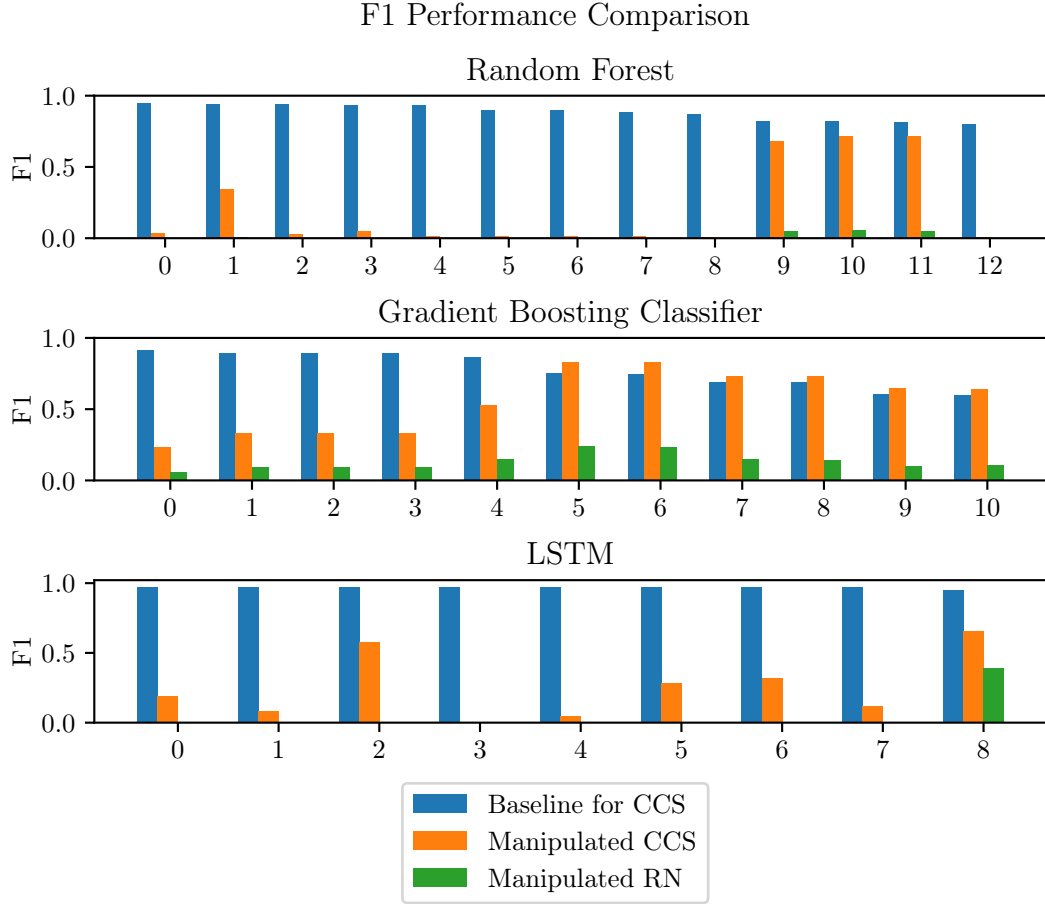 F1 Performance Comparison
Random Forest
1.0
0.5
0.0
F1
0 1 2 3 4 5 6 7 8 9 10 11 12
Gradient Boosting Classifier
1.0
0.5
0.0
F1
0 1 2 3 4 5 6 7 8 9 10
LSTM
1.0
0.5
0.0
F1
0 1 2 3 4 5 6 7 8
Baseline for CCS
Manipulated CCS
Manipulated RN